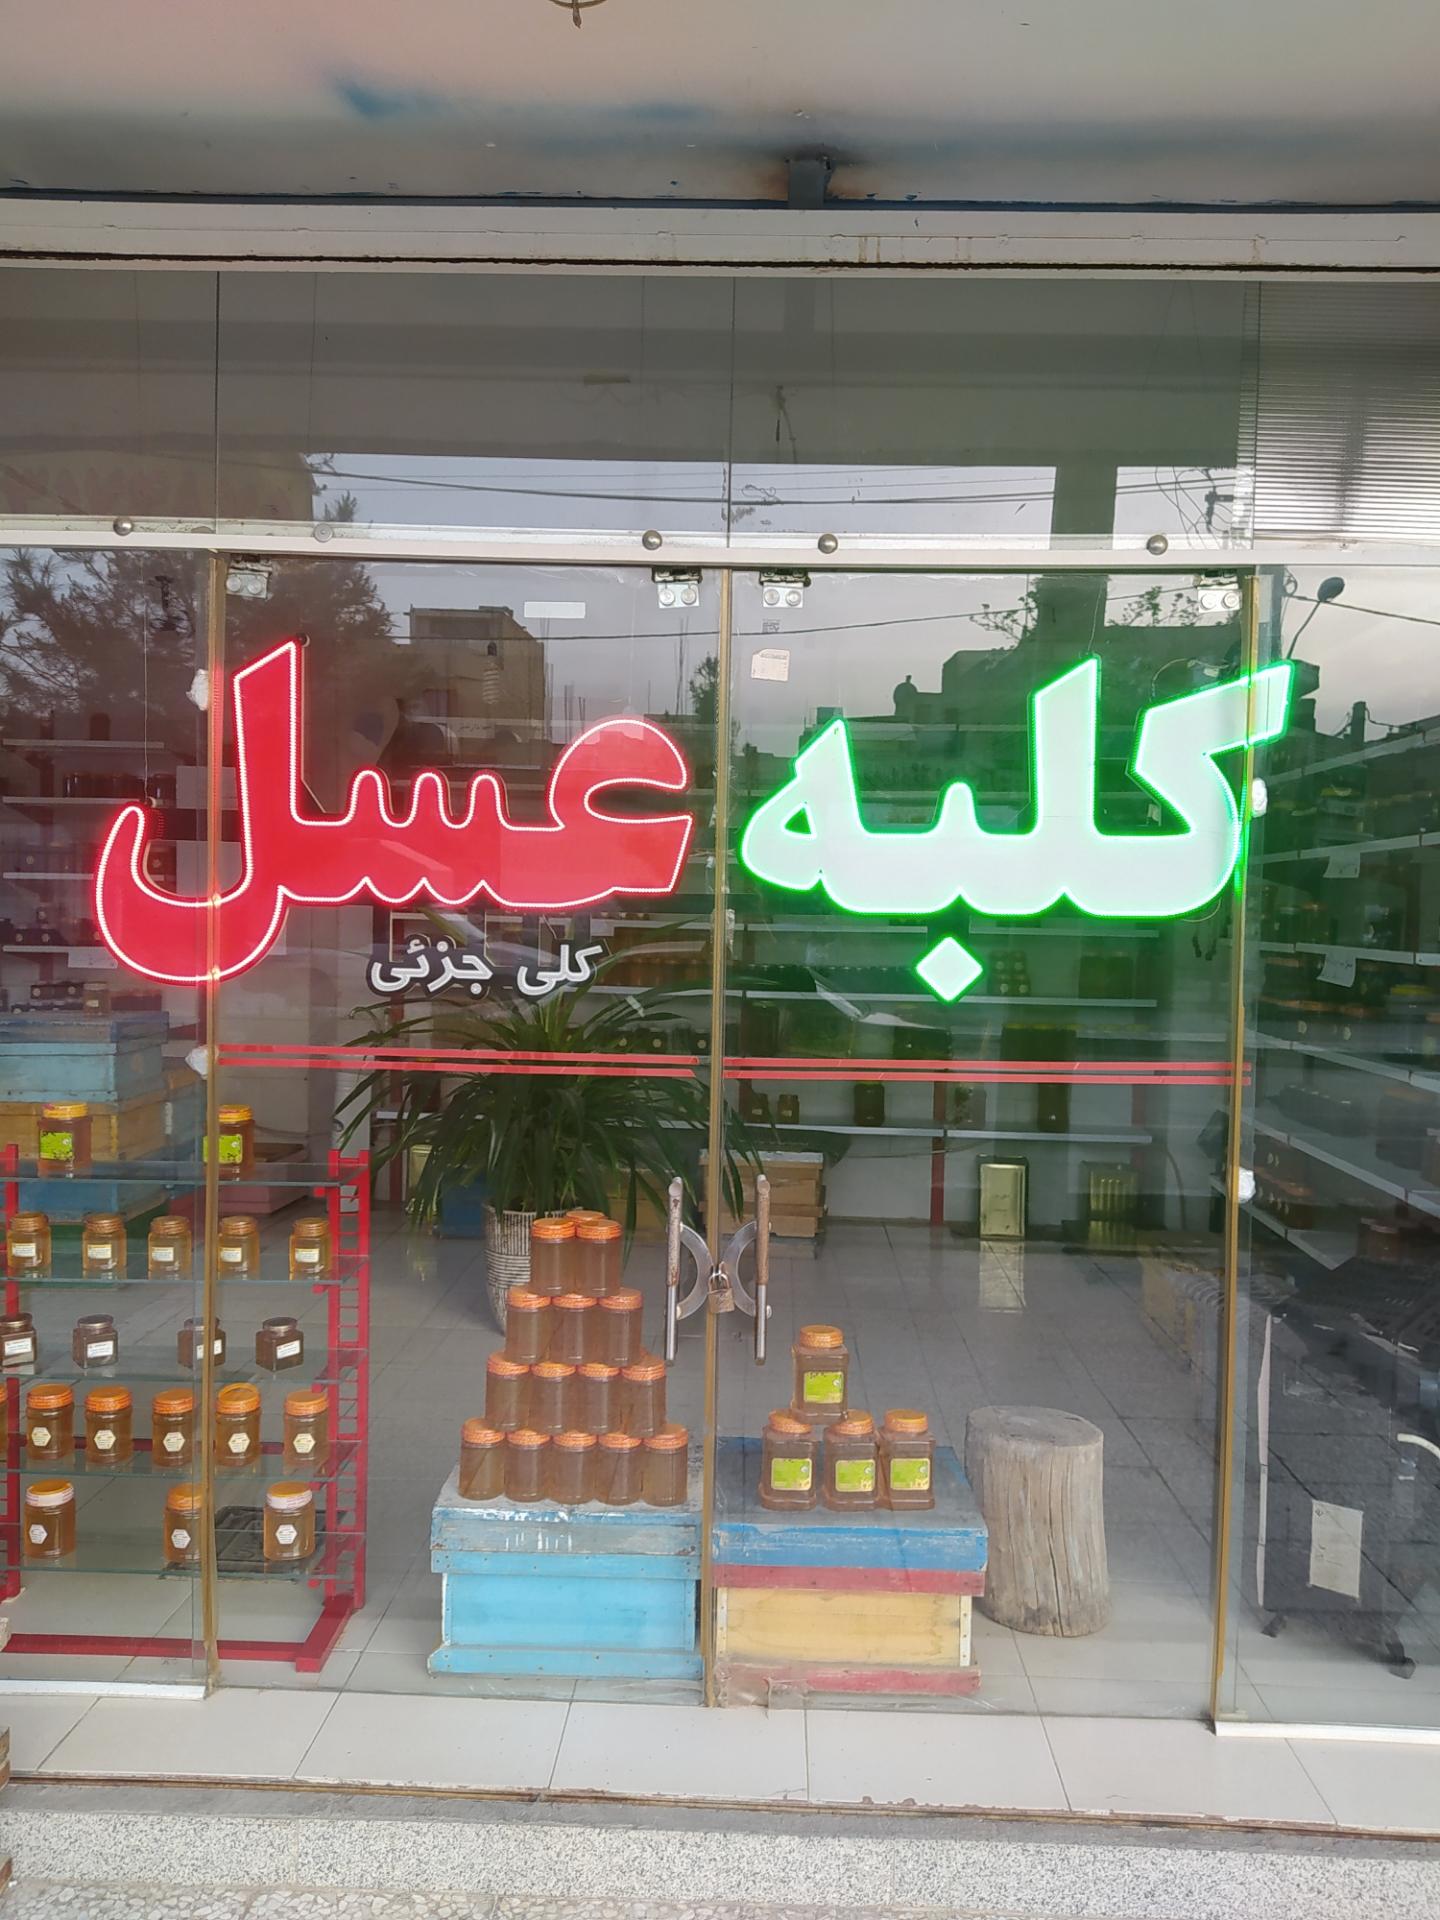 کلبه عسل
کلی جزئی